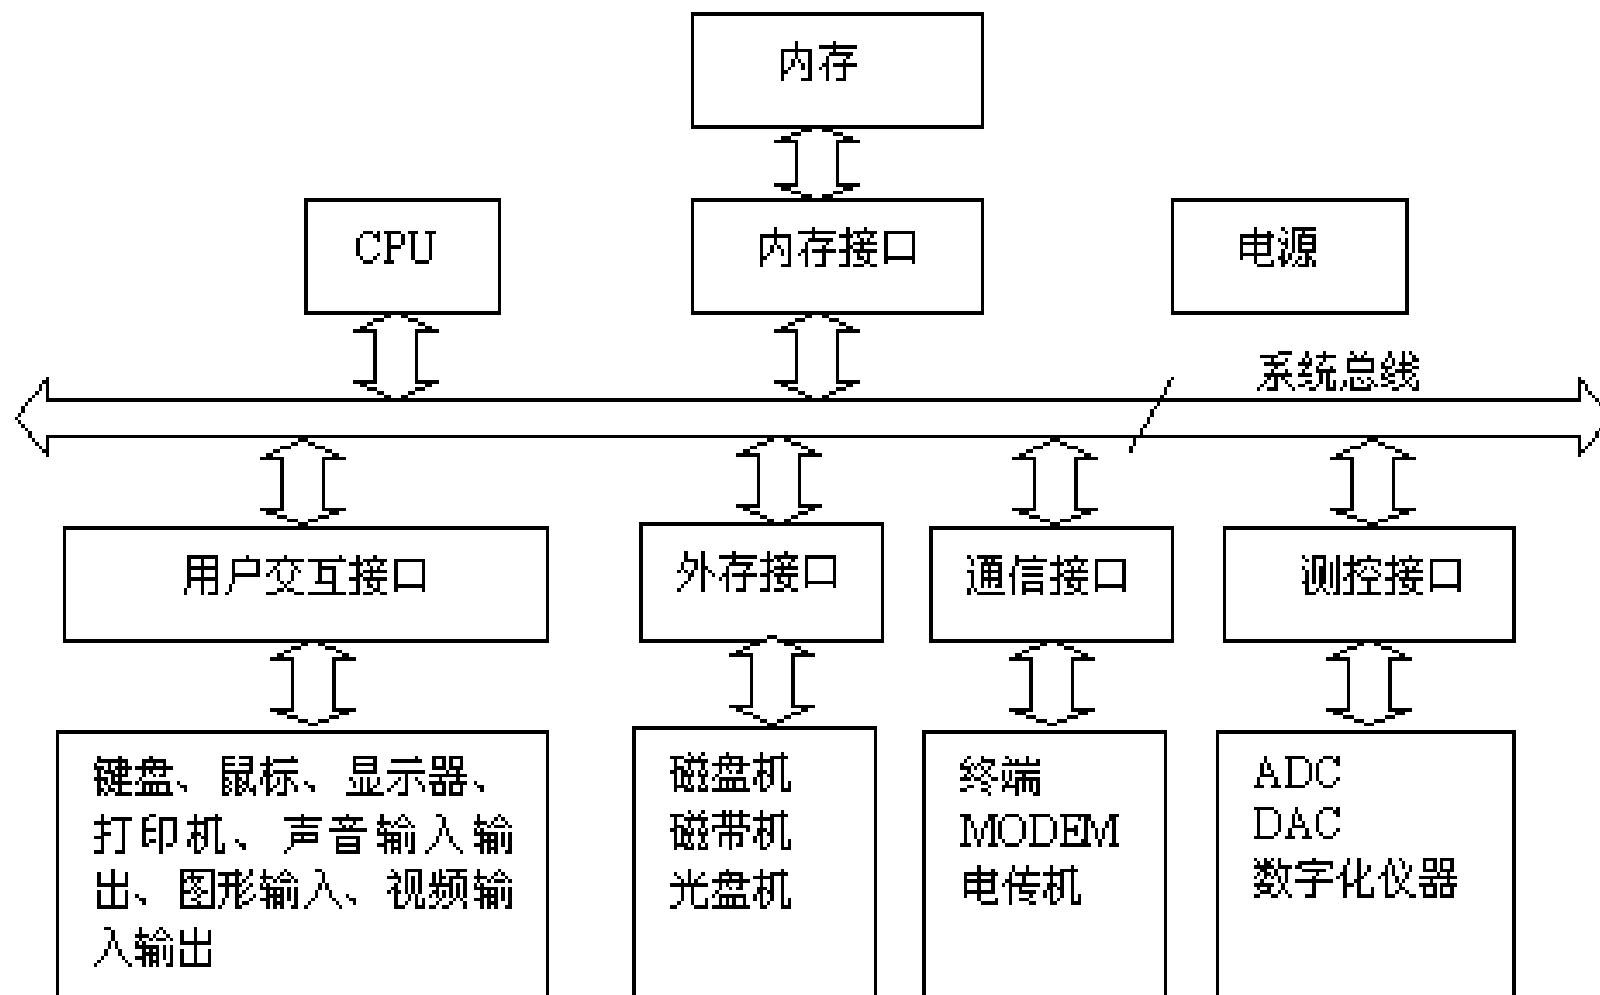 内存
CPU
内存接口
电源
系统总线
用户交互接口
外存接口
通信接口
测控接口
键盘、鼠标、显示器、
打印机、声音输入输
出、图形输入、视频输
入输出
磁盘机
磁带机
光盘机
终端
MODEM
电传机
ADC
DAC
数字化仪器